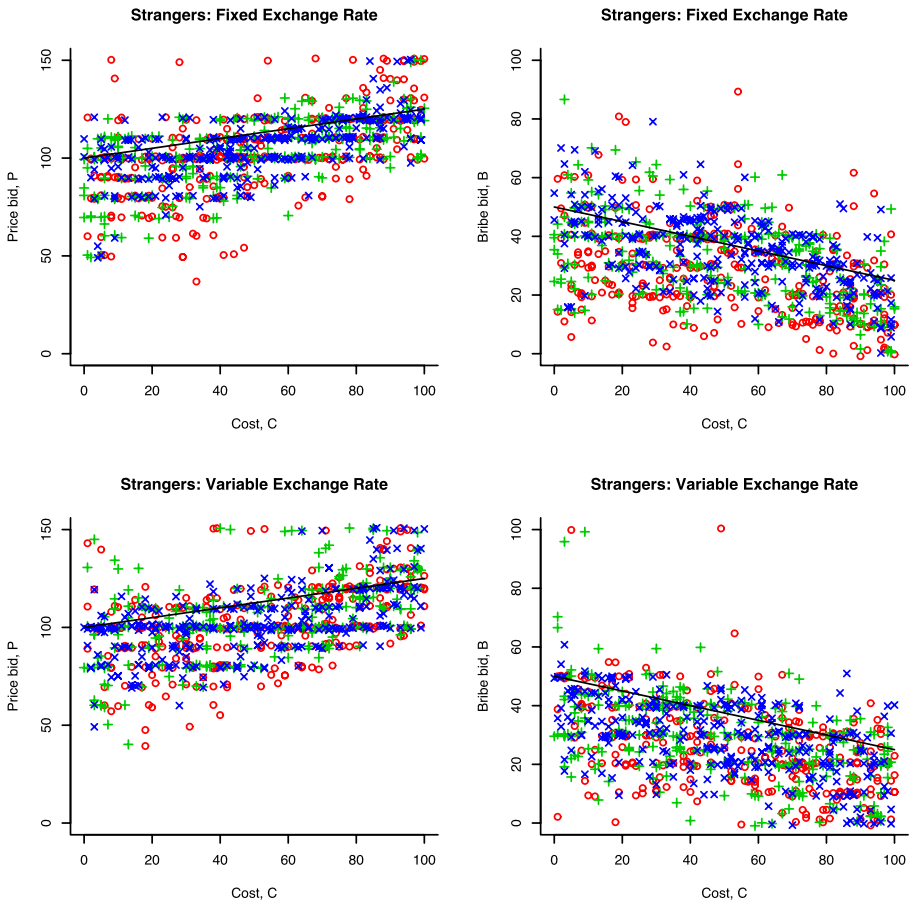 Strangers: Fixed Exchange Rate
Price bid, P
150
100
50
0
0 20 40 60 80 100
Cost, C
Strangers: Fixed Exchange Rate
Bribe bid, B
100
80
60
40
20
0
0 20 40 60 80 100
Cost, C
Strangers: Variable Exchange Rate
Price bid, P
150
100
50
0
0 20 40 60 80 100
Cost, C
Strangers: Variable Exchange Rate
Bribe bid, B
100
80
60
40
20
0
0 20 40 60 80 100
Cost, C